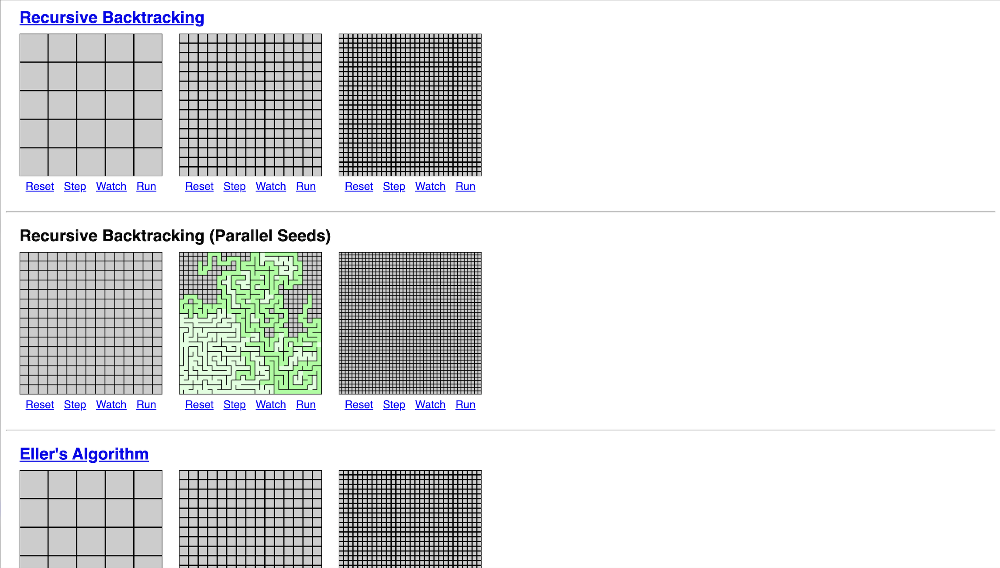 Recursive Backtracking
Reset Step Watch Run Reset Step Watch Run Reset Step Watch Run
Recursive Backtracking (Parallel Seeds)
Reset Step Watch Run Reset Step Watch Run Reset Step Watch Run
Eller's Algorithm